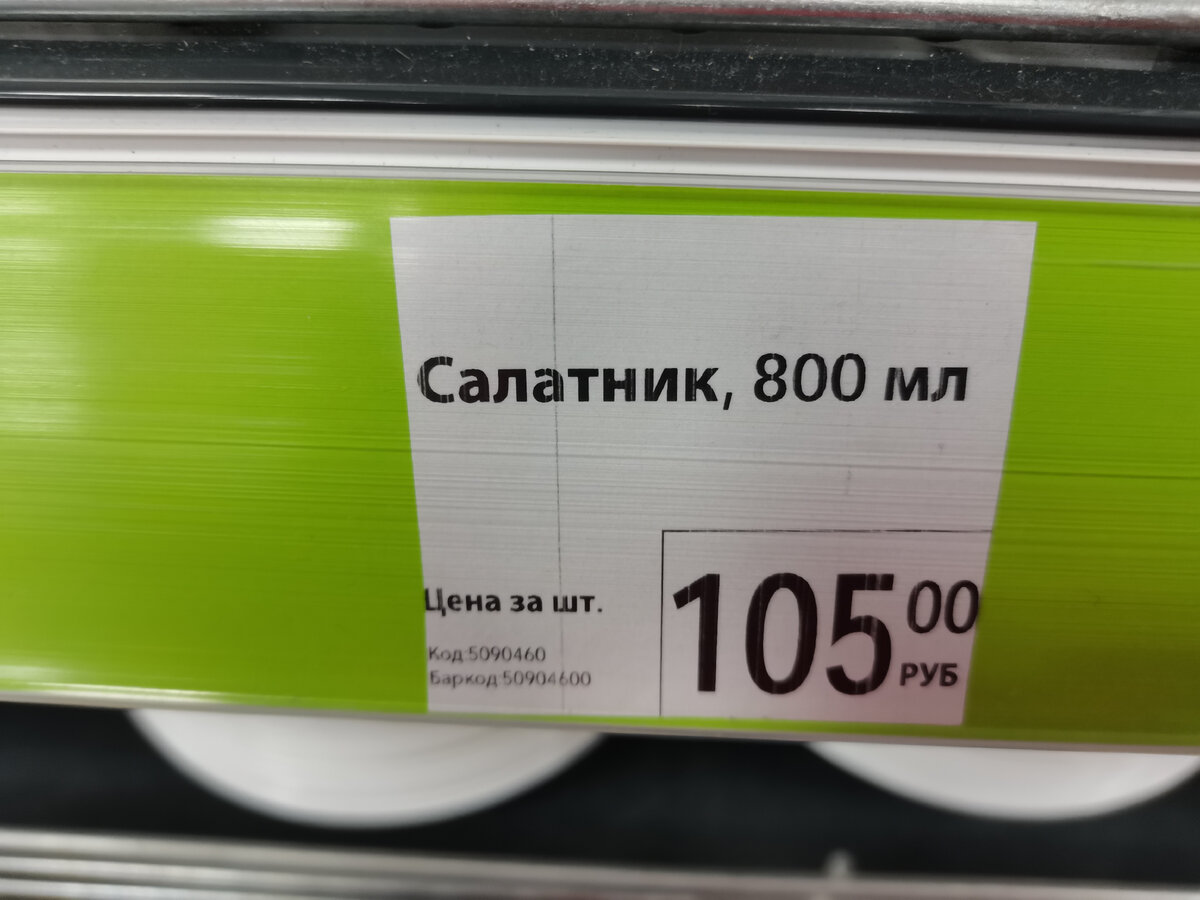 Салатник, 800 мл
Цена за шт.
Код:5090460
Баркод:50904600
105 00
РУБ